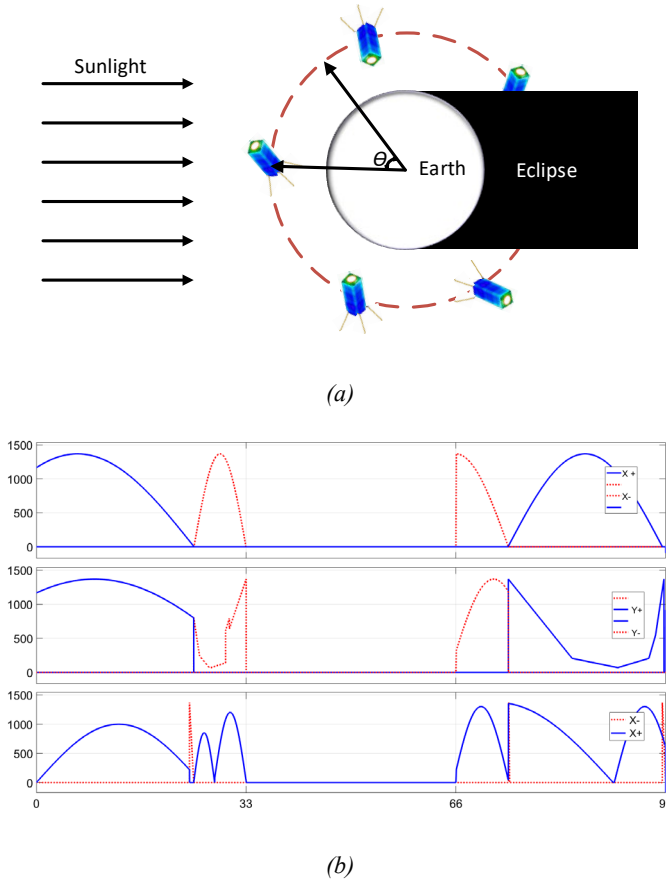 Sunlight
θ
Earth
Eclipse
(a)
1500
1000
500
0
X +
X-
1500
1000
500
0
Y+
Y-
1500
1000
500
0
X-
X+
0
33
66
9
(b)